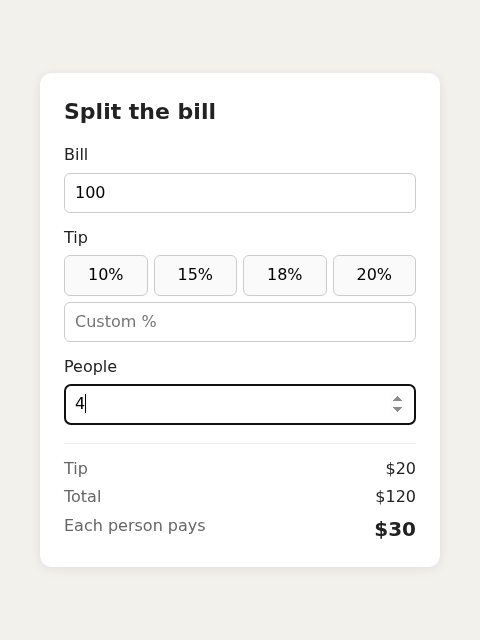 Split the bill
Bill
100
Tip
10% 15% 18% 20%
Custom %
People
4
Tip $20
Total $120
Each person pays $30